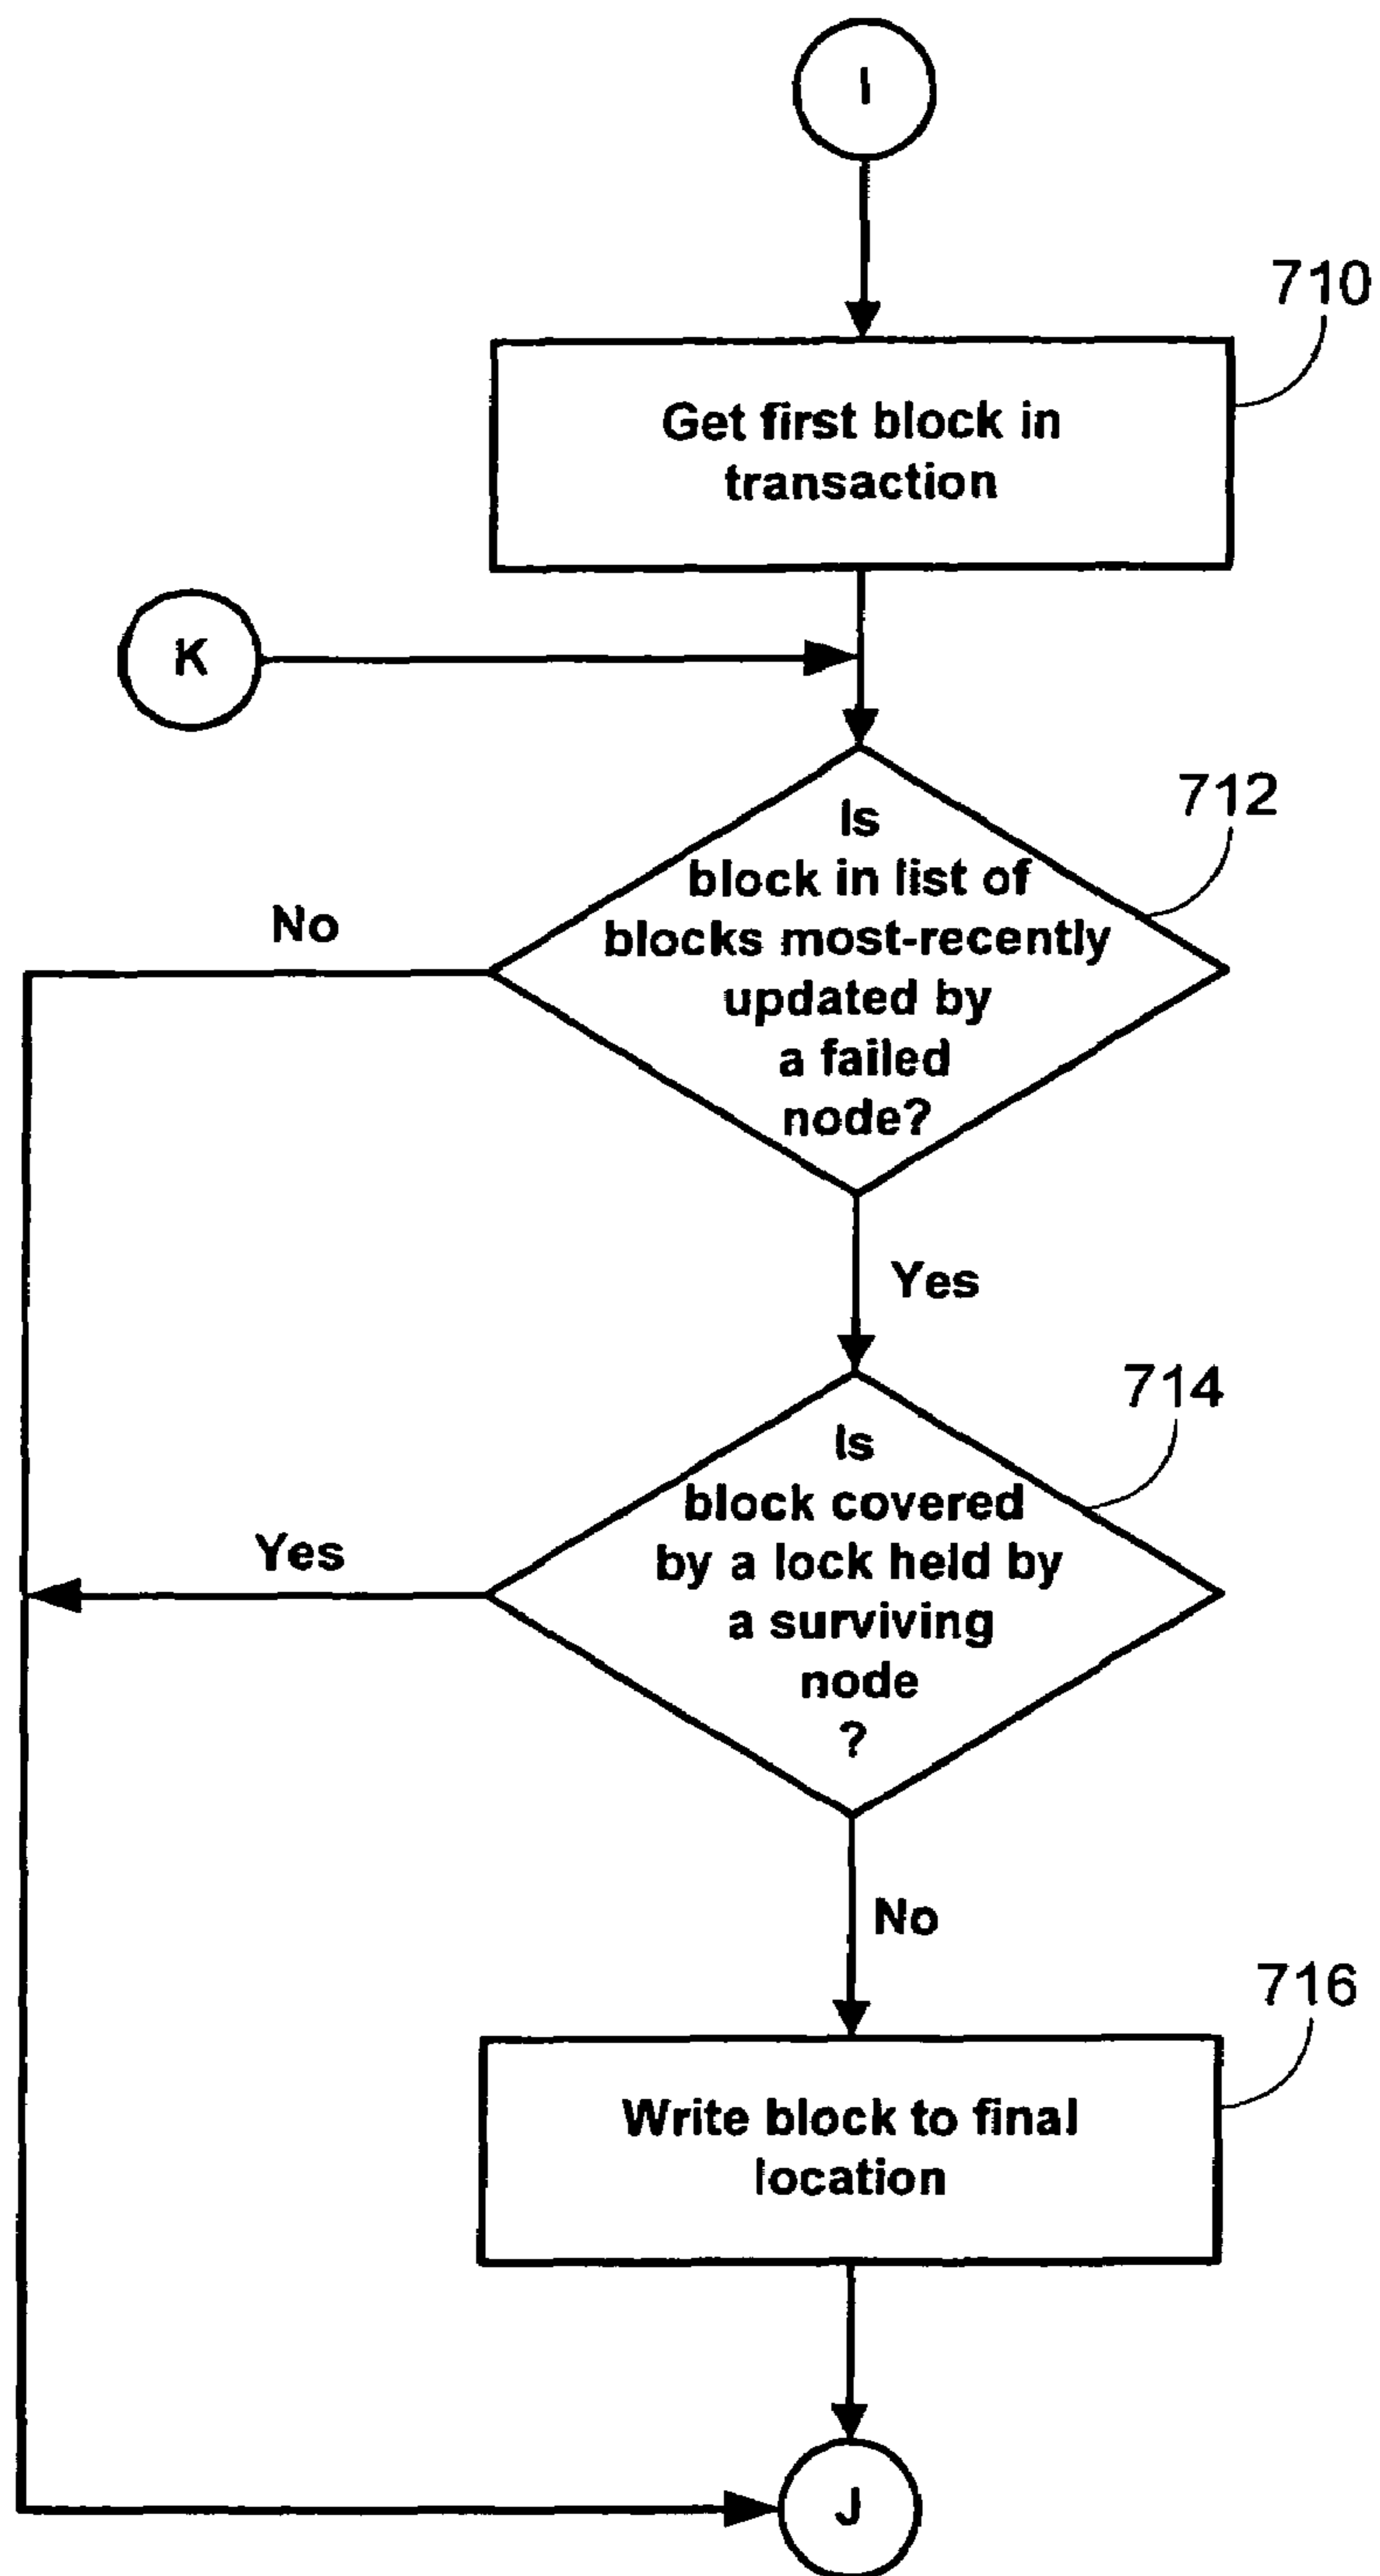 I
710
Get first block in
transaction
K
712
Is
block in list of
blocks most-recently
updated by
a failed
node?
No
Yes
714
Is
block covered
by a lock held by
a surviving
node
?
Yes
No
716
Write block to final
location
J